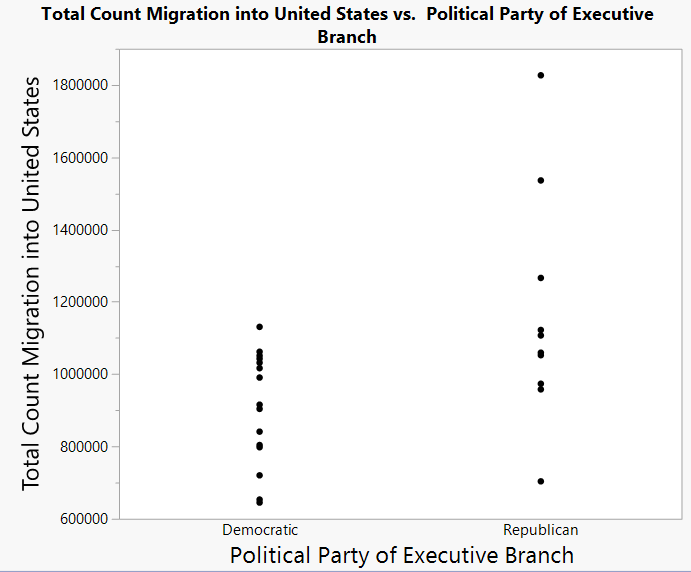 Total Count Migration into United States vs. Political Party of Executive
Branch
Total Count Migration into United States
1800000
1600000
1400000
1200000
1000000
800000
600000
Democratic
Republican
Political Party of Executive Branch